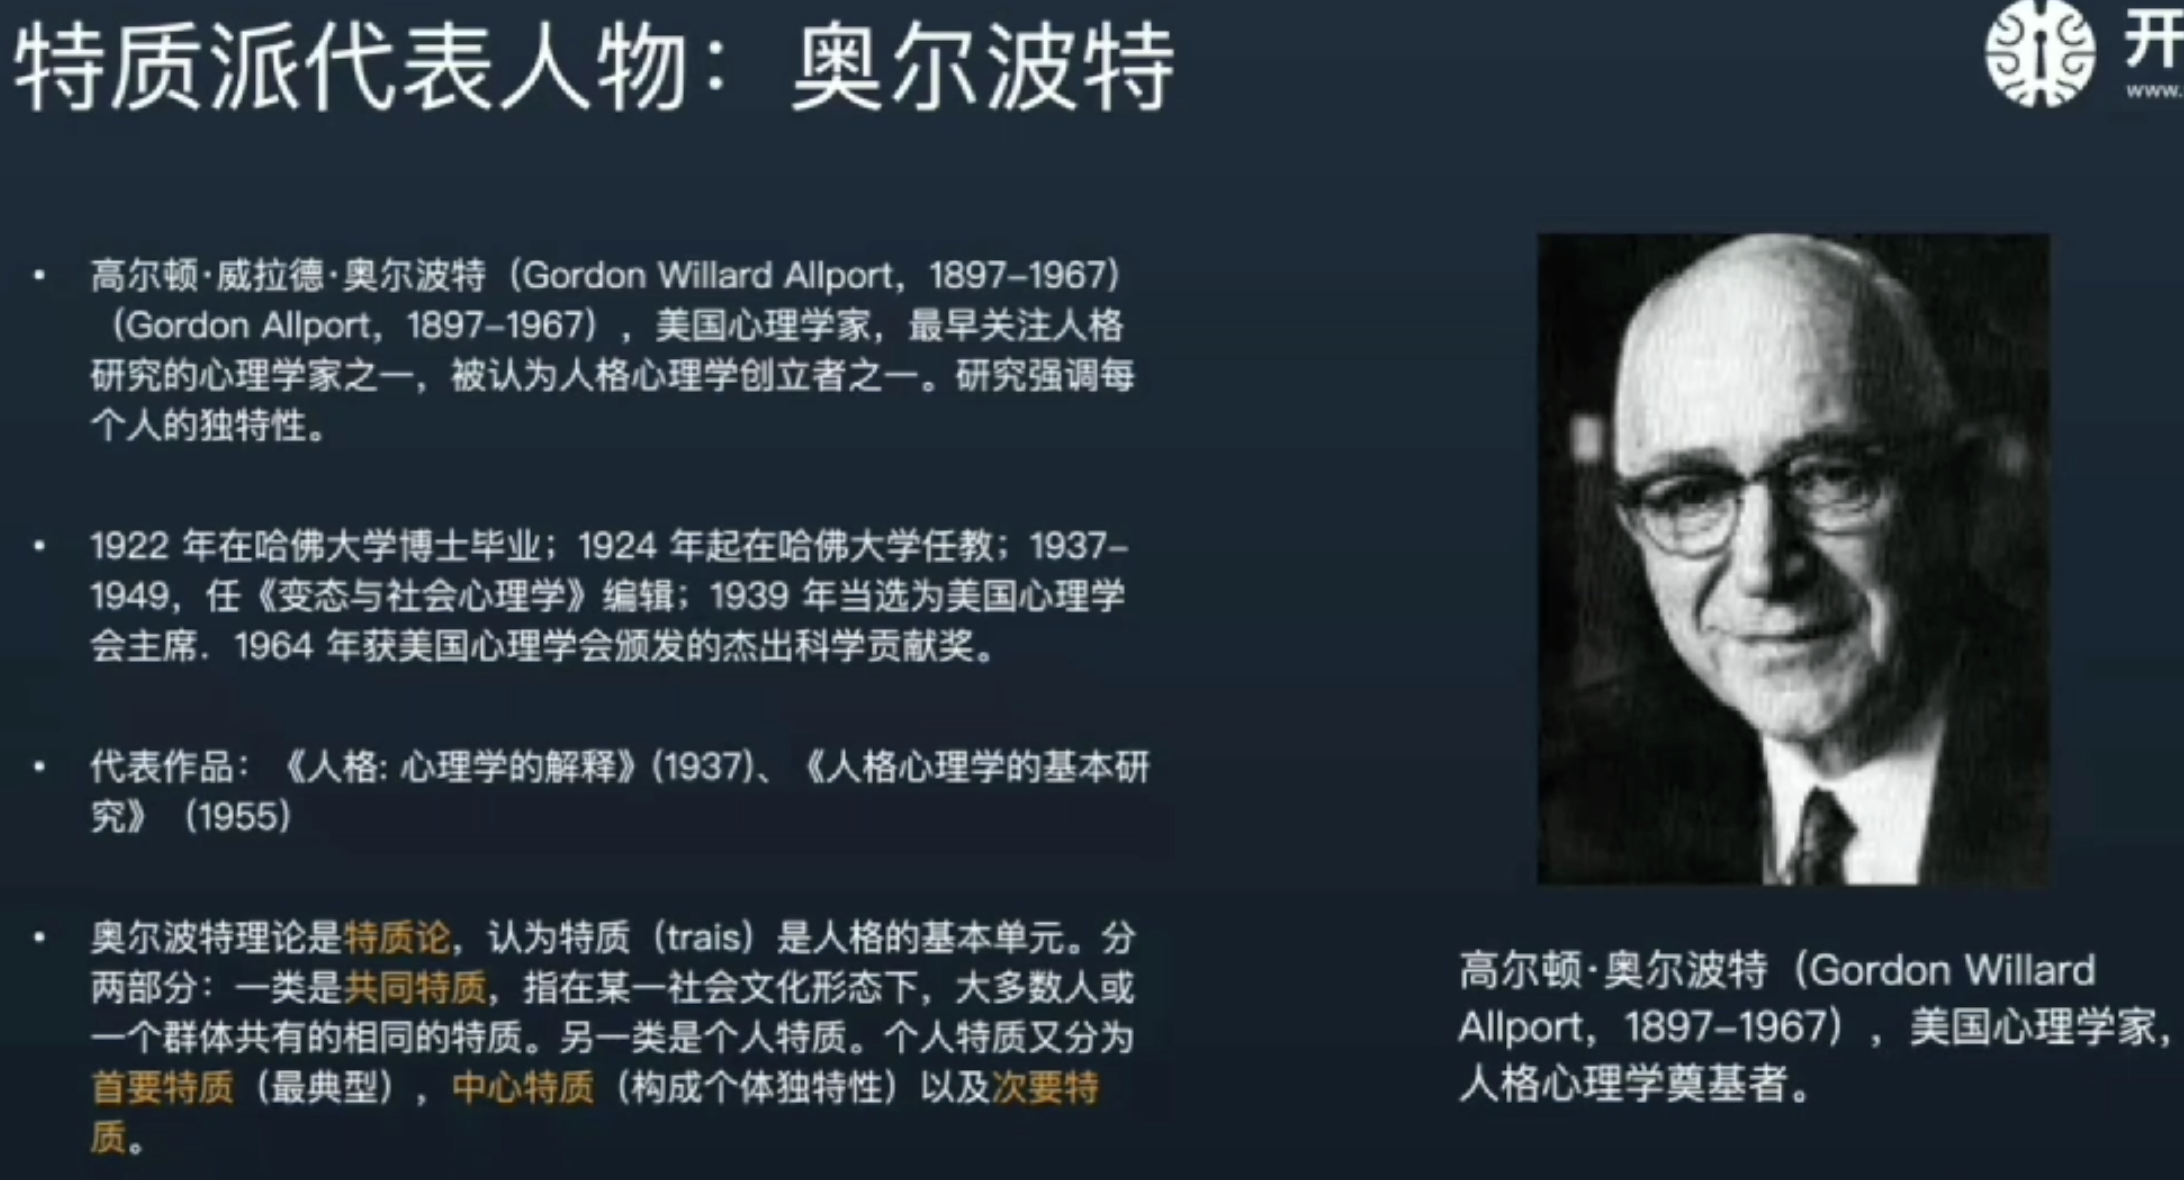 特质派代表人物：奥尔波特
开
www.
• 高尔顿·威拉德·奥尔波特（Gordon Willard Allport，1897–1967）
（Gordon Allport，1897–1967），美国心理学家，最早关注人格
研究的心理学家之一，被认为人格心理学创立者之一。研究强调每
个人的独特性。
• 1922 年在哈佛大学博士毕业；1924 年起在哈佛大学任教；1937–
1949，任《变态与社会心理学》编辑；1939 年当选为美国心理学
会主席．1964 年获美国心理学会颁发的杰出科学贡献奖。
• 代表作品：《人格: 心理学的解释》(1937)、《人格心理学的基本研
究》（1955）
• 奥尔波特理论是特质论，认为特质（trais）是人格的基本单元。分
两部分：一类是共同特质，指在某一社会文化形态下，大多数人或
一个群体共有的相同的特质。另一类是个人特质。个人特质又分为
首要特质（最典型），中心特质（构成个体独特性）以及次要特
质。
高尔顿·奥尔波特（Gordon Willard
Allport，1897–1967），美国心理学家，
人格心理学奠基者。